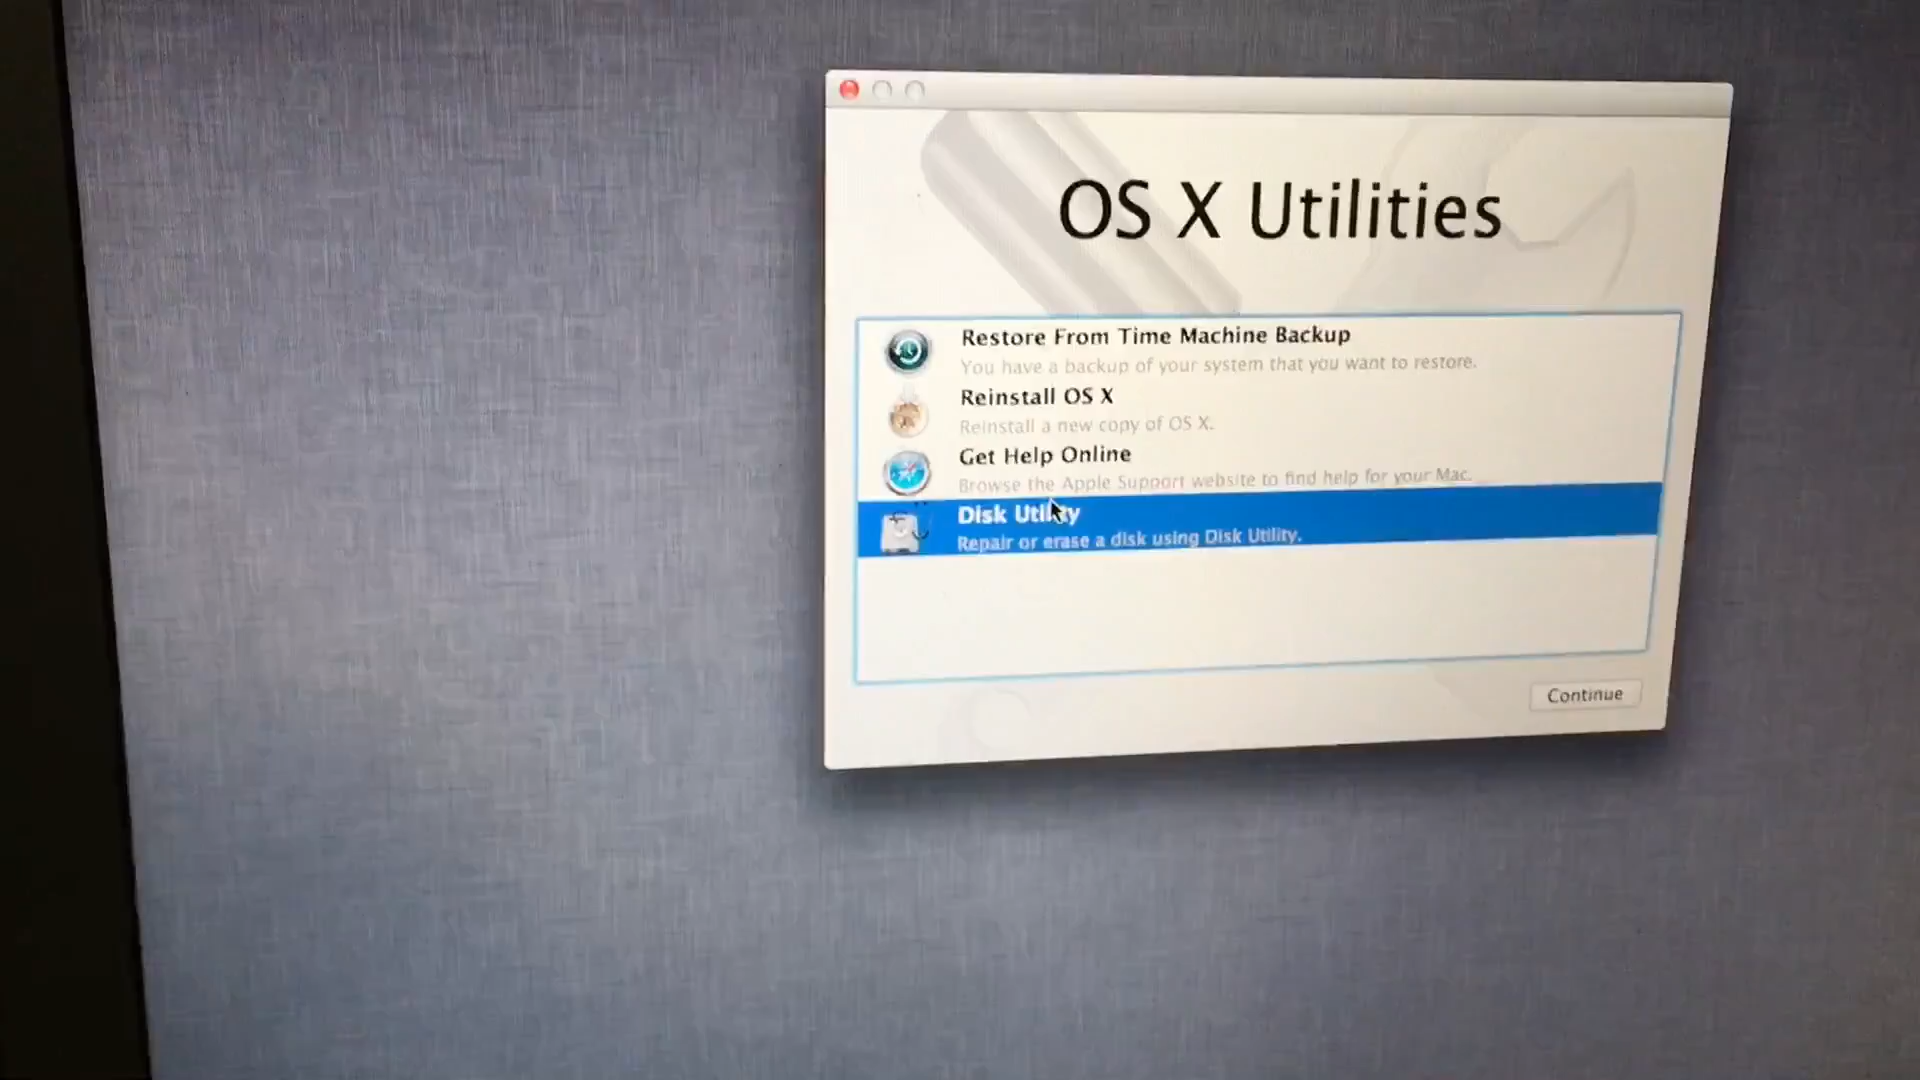 OS X Utilities
Restore From Time Machine Backup
You have a backup of your system that you want to restore.
Reinstall OS X
Reinstall a new copy of OS X.
Get Help Online
Browse the Apple Support website to find help for your Mac.
Disk Utility
Repair or erase a disk using Disk Utility.
Continue